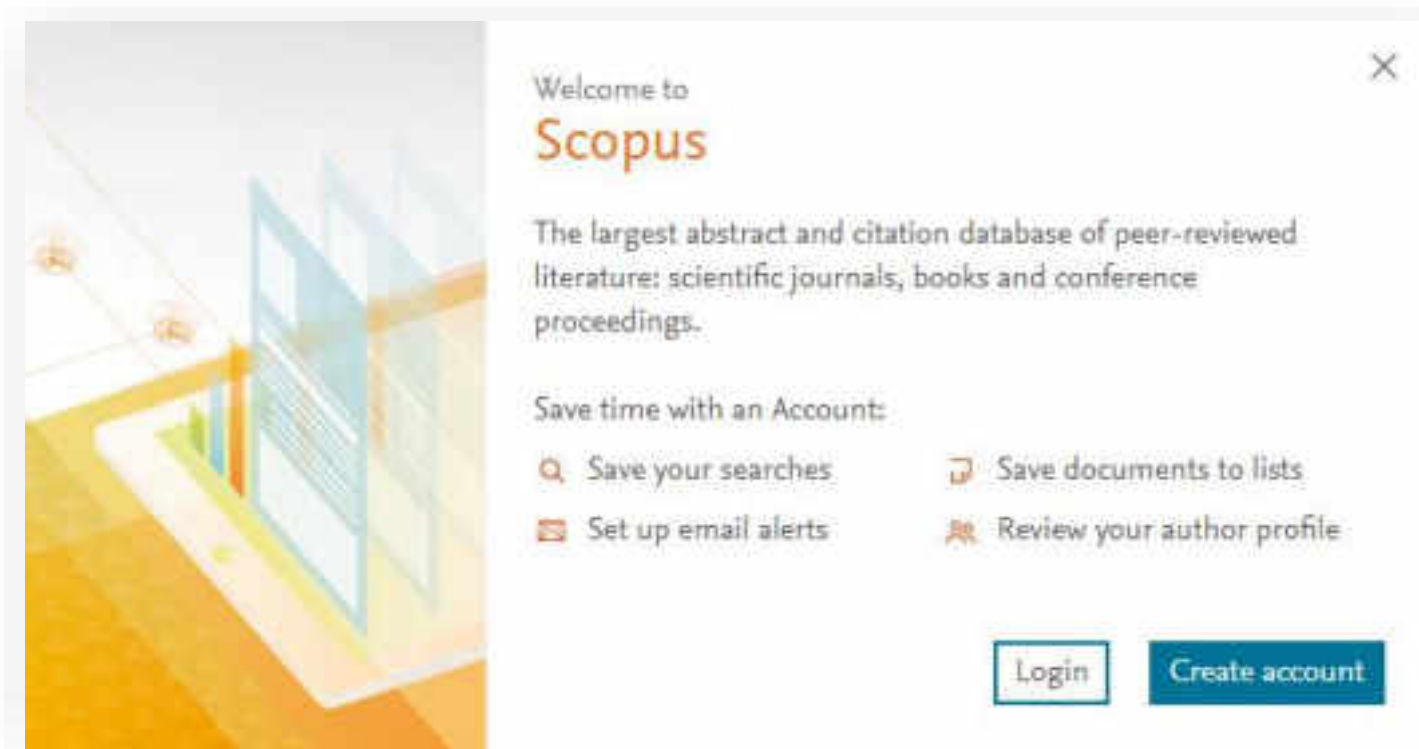 Welcome to
Scopus
The largest abstract and citation database of peer-reviewed
literature: scientific journals, books and conference
proceedings.
Save time with an Account:
Save your searches
Save documents to lists
Set up email alerts
Review your author profile
Login
Create account